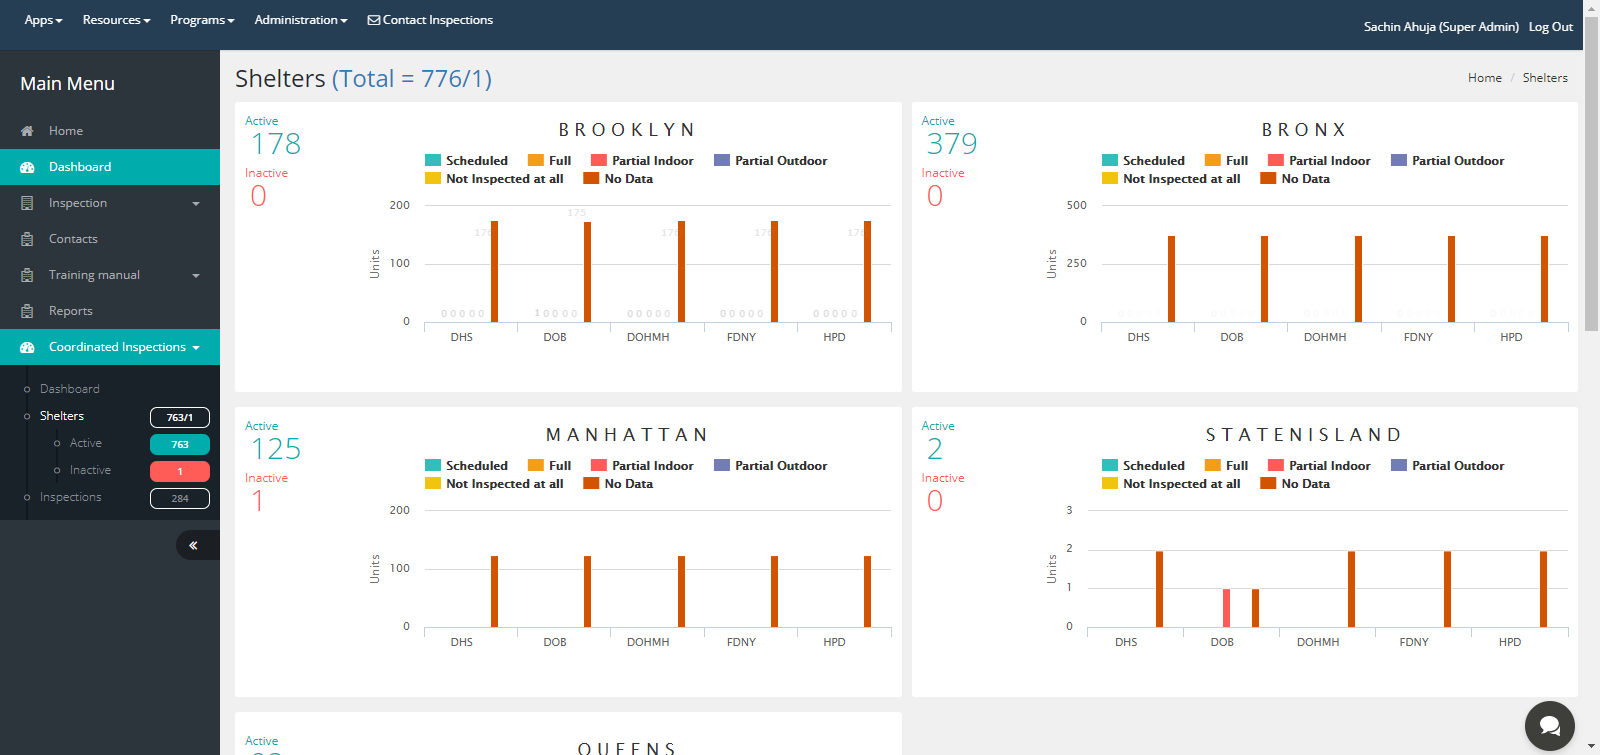 Apps Resources Programs Administration Contact Inspections
Sachin Ahuja (Super Admin) Log Out
Main Menu
Home
Dashboard
Inspection
Contacts
Training manual
Reports
Coordinated Inspections
Dashboard
Shelters 763/1
Active 763
Inactive 1
Inspections 284
Shelters (Total = 776/1)
Home / Shelters
Active
178
Inactive
0
BROOKLYN
Scheduled Full Partial Indoor Partial Outdoor
Not Inspected at all No Data
Units
200
100
0
175
0 0 0 0 0 1 0 0 0 0 0 0 0 0 0 0 0 0 0 0 0 0 0 0 0
DHS DOB DOHMH FDNY HPD
Active
379
Inactive
0
BRONX
Scheduled Full Partial Indoor Partial Outdoor
Not Inspected at all No Data
Units
500
250
0
DHS DOB DOHMH FDNY HPD
Active
125
Inactive
1
MANHATTAN
Scheduled Full Partial Indoor Partial Outdoor
Not Inspected at all No Data
Units
200
100
0
DHS DOB DOHMH FDNY HPD
Active
2
Inactive
0
STATENISLAND
Scheduled Full Partial Indoor Partial Outdoor
Not Inspected at all No Data
Units
3
2
1
0
DHS DOB DOHMH FDNY HPD
Active
QUEENS